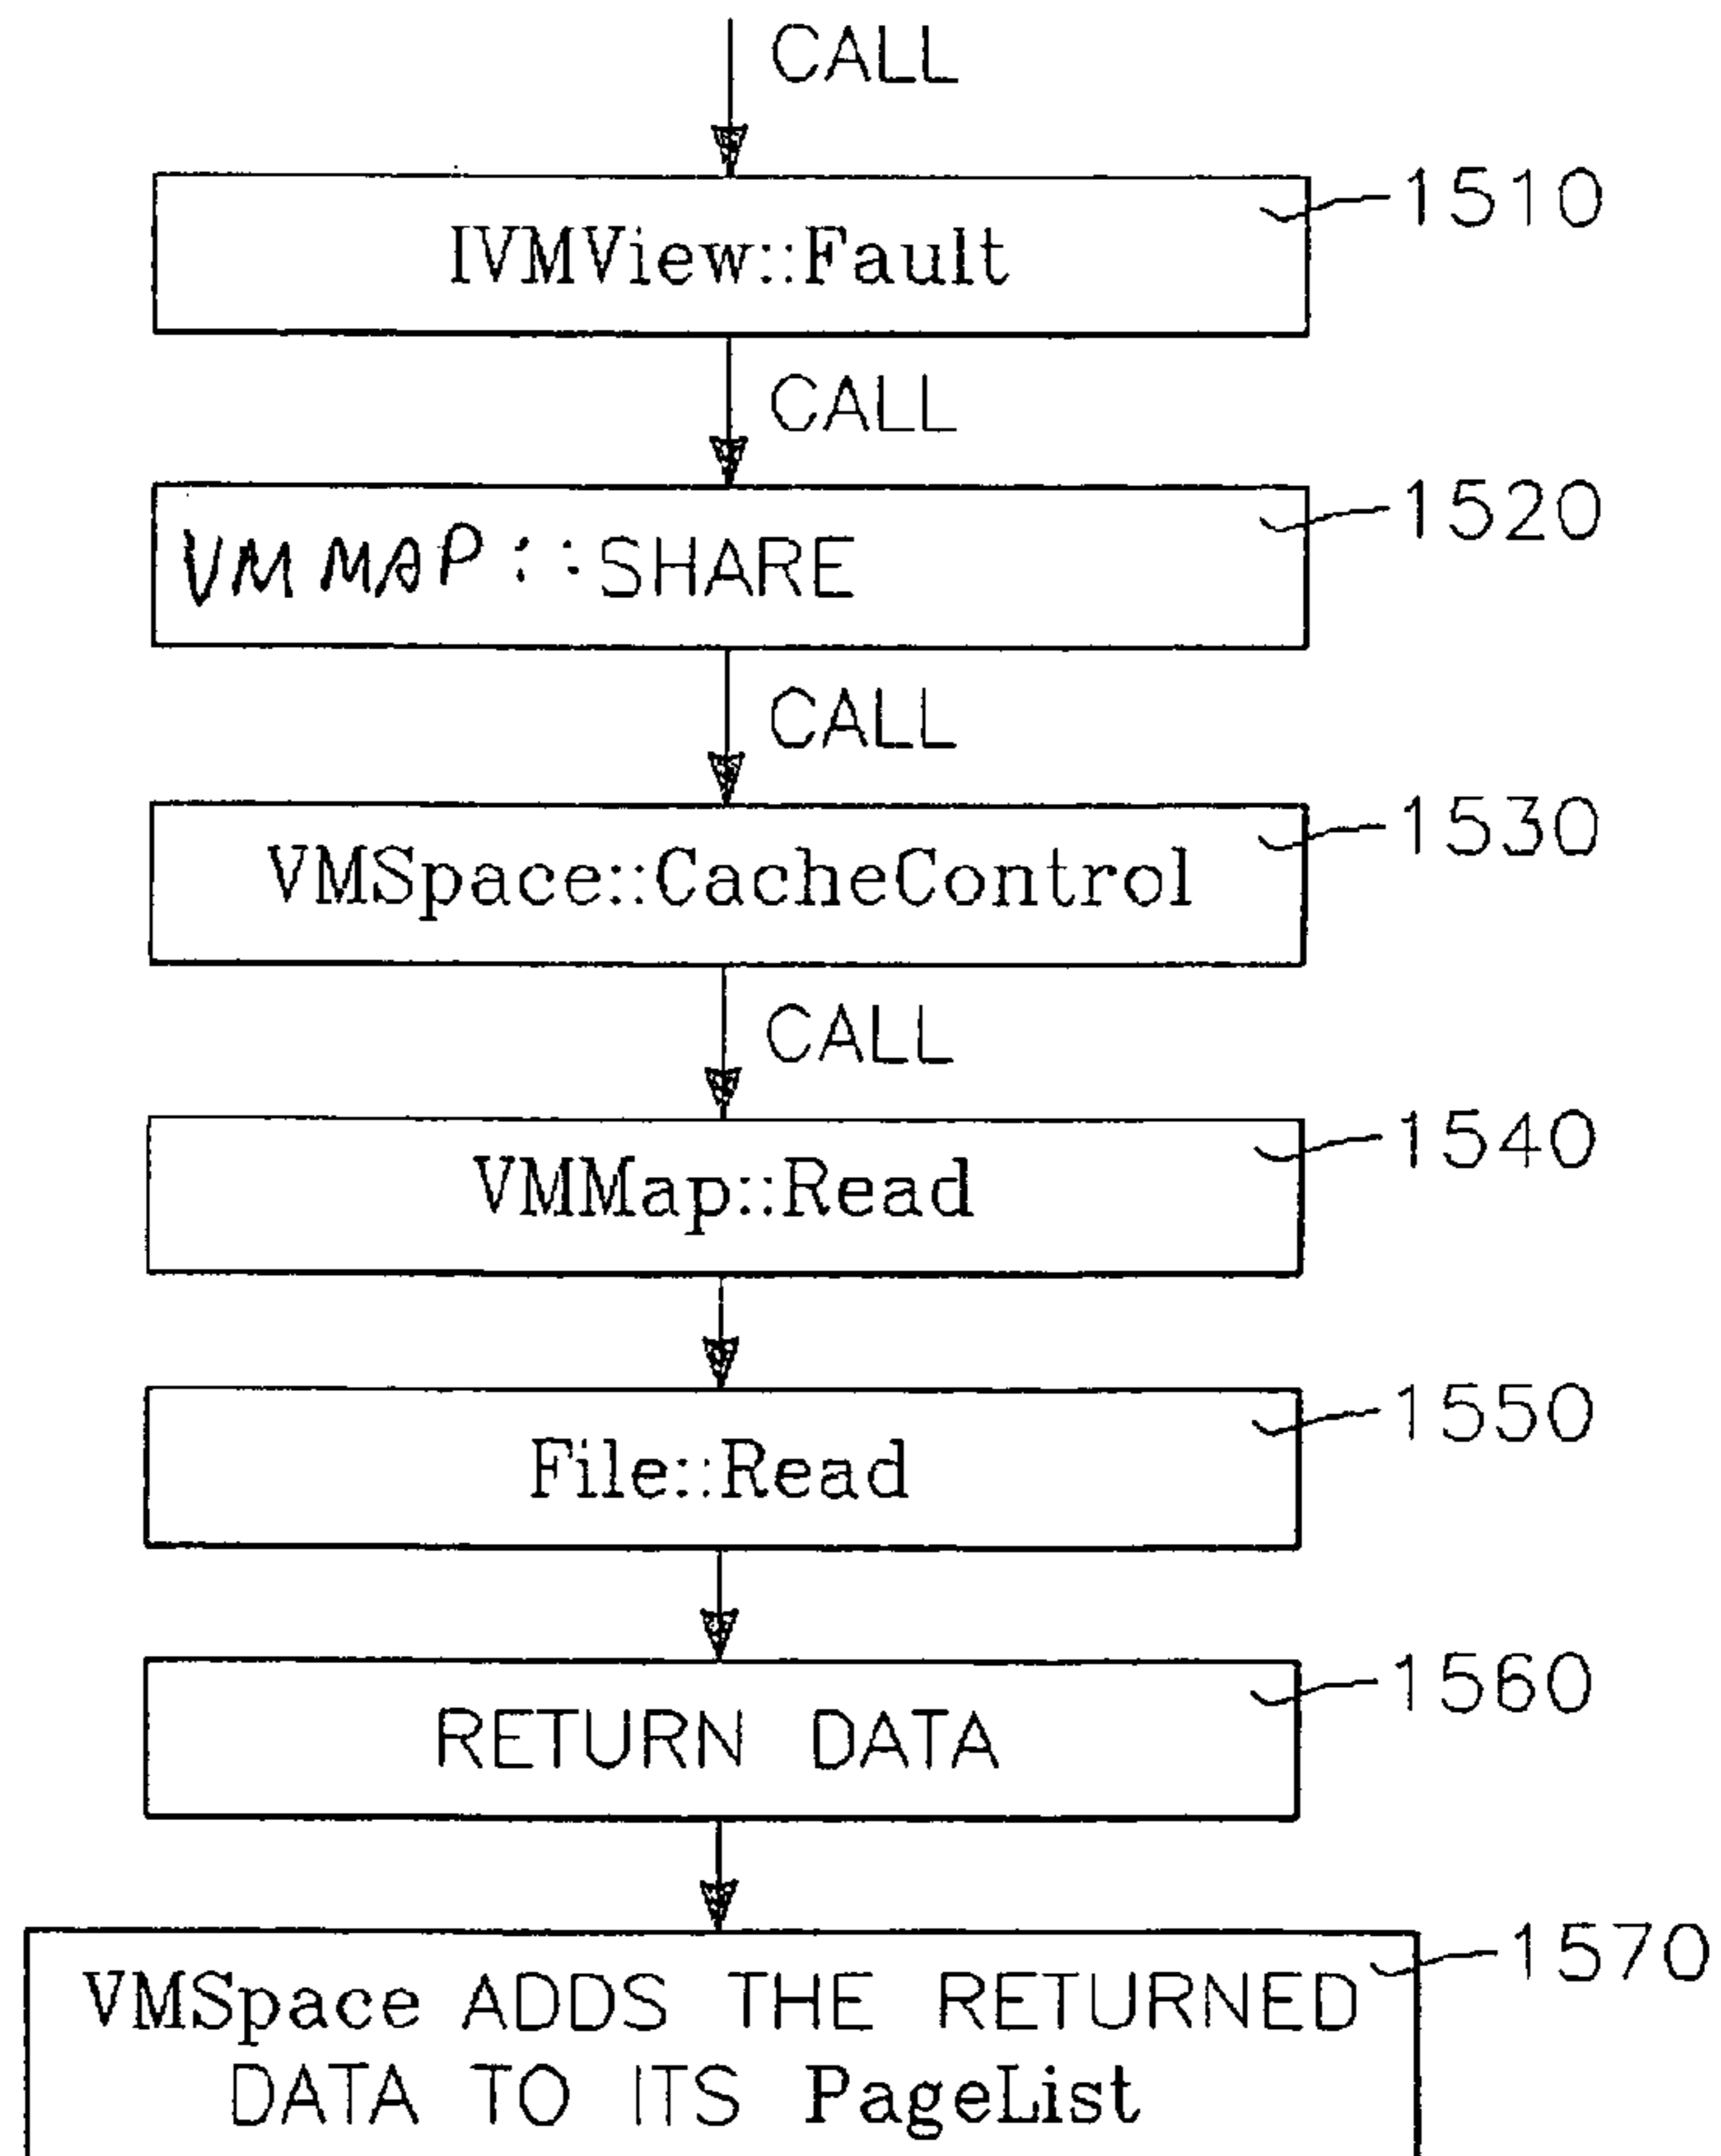 CALL
IVMView::Fault
1510
CALL
VMMAP::SHARE
1520
CALL
VMSpace::CacheControl
1530
CALL
VMMap::Read
1540
File::Read
1550
RETURN DATA
1560
VMSpace ADDS THE RETURNED
DATA TO ITS PageList
1570